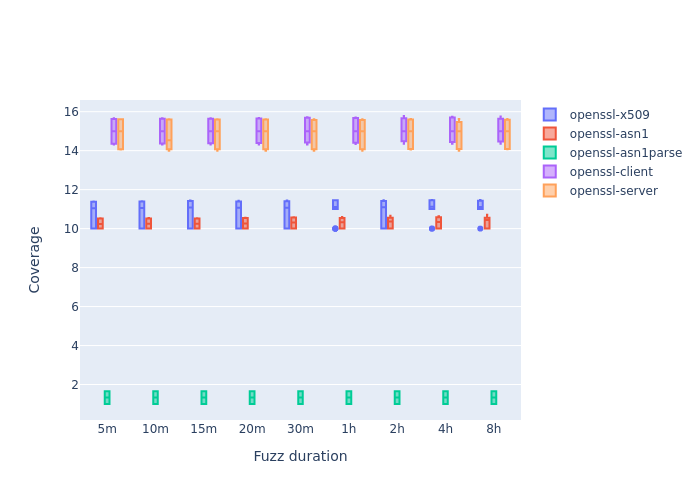 16
14
12
10
8
6
4
2
Coverage
5m
10m
15m
20m
30m
1h
2h
4h
8h
Fuzz duration
openssl-x509
openssl-asn1
openssl-asn1parse
openssl-client
openssl-server